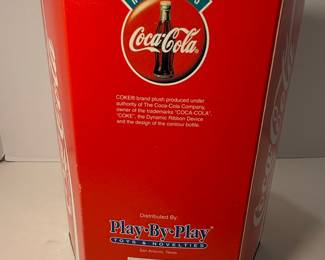 Coca-Cola
COKE® brand plush produced under
authority of The Coca-Cola Company,
owner of the trademarks "COCA-COLA",
"COKE", the Dynamic Ribbon Device
and the design of the contour bottle.
Distributed By:
Play·By·Play®
TOYS & NOVELTIES
San Antonio, Texas